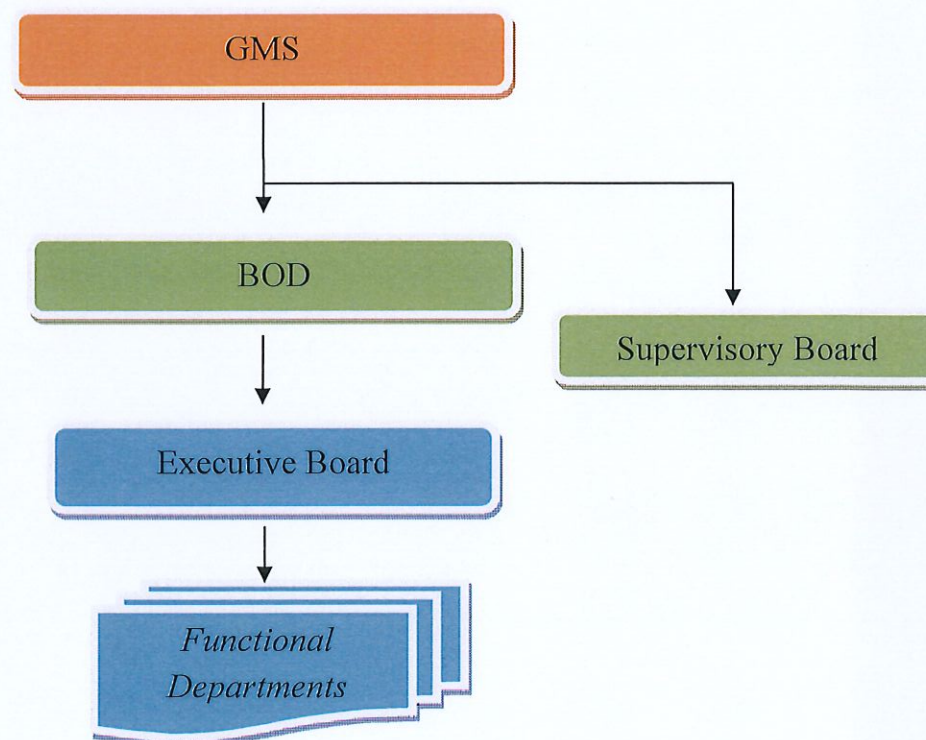 GMS
BOD
Supervisory Board
Executive Board
Functional
Departments